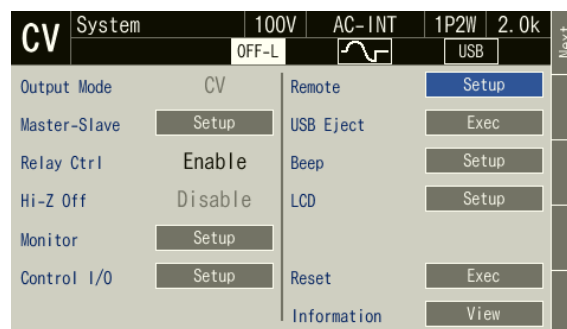 CV System 100V AC-INT 1P2W 2.0k
OFF-L USB
Next
Output Mode CV
Master-Slave Setup
Relay Ctrl Enable
Hi-Z Off Disable
Monitor Setup
Control I/O Setup
Remote Setup
USB Eject Exec
Beep Setup
LCD Setup
Reset Exec
Information View